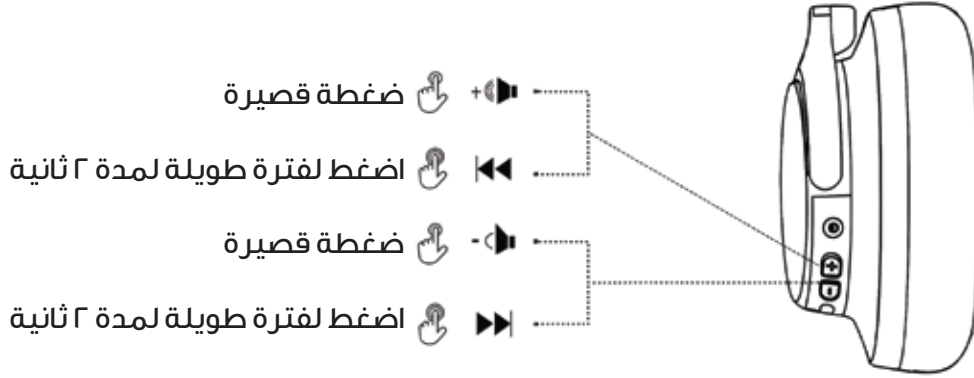 ضغطة قصيرة +
اضغط لفترة طويلة لمدة ٢ ثانية
ضغطة قصيرة -
اضغط لفترة طويلة لمدة ٢ ثانية
+
-